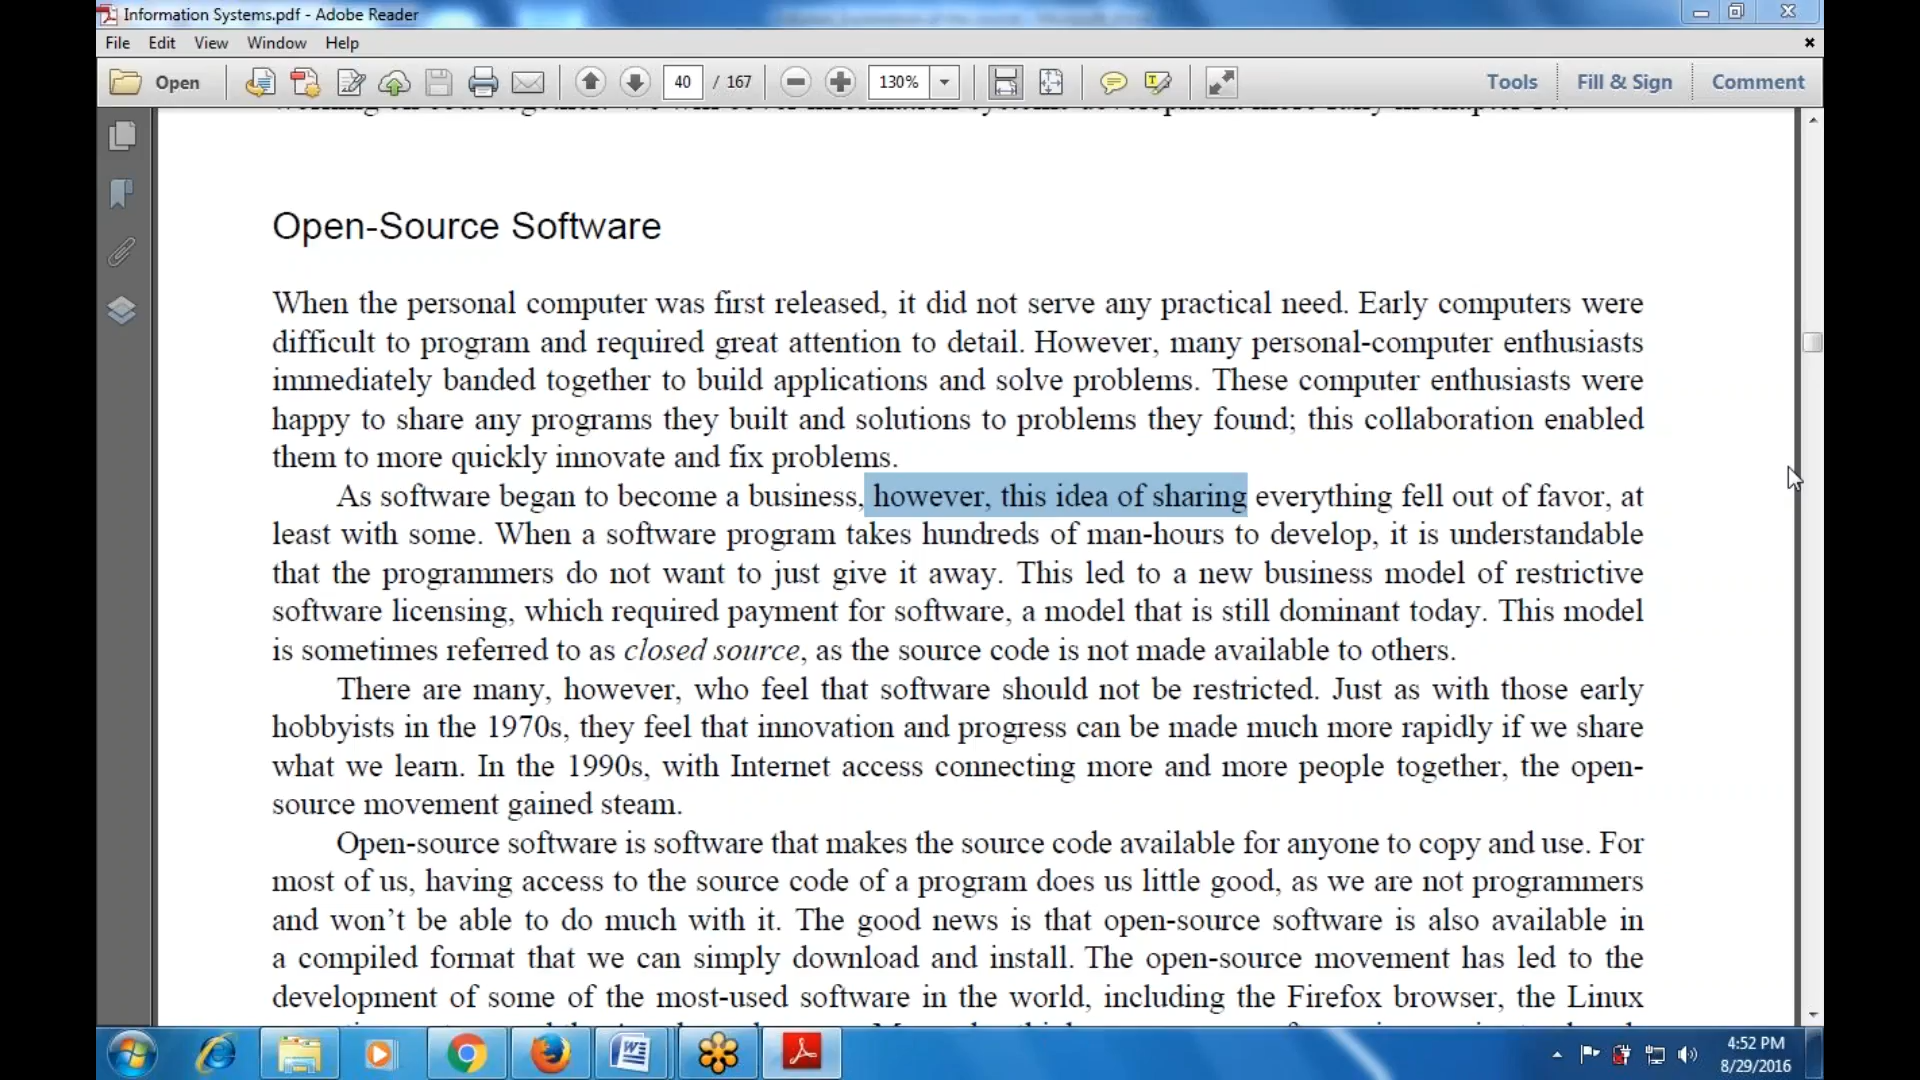 Information Systems.pdf - Adobe Reader
File Edit View Window Help
Open 40 / 167 130% Tools Fill & Sign Comment
Open-Source Software
When the personal computer was first released, it did not serve any practical need. Early computers were
difficult to program and required great attention to detail. However, many personal-computer enthusiasts
immediately banded together to build applications and solve problems. These computer enthusiasts were
happy to share any programs they built and solutions to problems they found; this collaboration enabled
them to more quickly innovate and fix problems.
As software began to become a business, however, this idea of sharing everything fell out of favor, at
least with some. When a software program takes hundreds of man-hours to develop, it is understandable
that the programmers do not want to just give it away. This led to a new business model of restrictive
software licensing, which required payment for software, a model that is still dominant today. This model
is sometimes referred to as closed source, as the source code is not made available to others.
There are many, however, who feel that software should not be restricted. Just as with those early
hobbyists in the 1970s, they feel that innovation and progress can be made much more rapidly if we share
what we learn. In the 1990s, with Internet access connecting more and more people together, the open-
source movement gained steam.
Open-source software is software that makes the source code available for anyone to copy and use. For
most of us, having access to the source code of a program does us little good, as we are not programmers
and won’t be able to do much with it. The good news is that open-source software is also available in
a compiled format that we can simply download and install. The open-source movement has led to the
development of some of the most-used software in the world, including the Firefox browser, the Linux
4:52 PM
8/29/2016